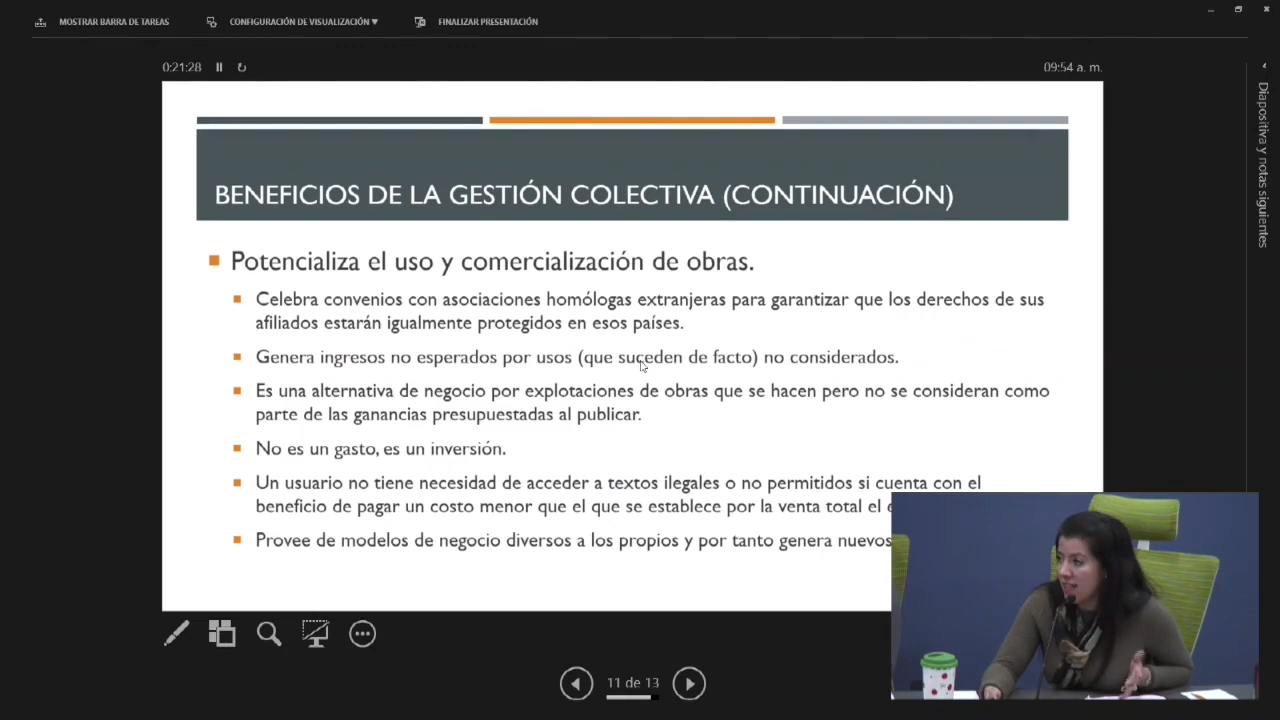 MOSTRAR BARRA DE TAREAS
CONFIGURACIÓN DE VISUALIZACIÓN ▼
FINALIZAR PRESENTACIÓN
0:21:28
09:54 a. m.
Diapositiva y notas siguientes
BENEFICIOS DE LA GESTIÓN COLECTIVA (CONTINUACIÓN)
Potencializa el uso y comercialización de obras.
Celebra convenios con asociaciones homólogas extranjeras para garantizar que los derechos de sus
afiliados estarán igualmente protegidos en esos países.
Genera ingresos no esperados por usos (que suceden de facto) no considerados.
Es una alternativa de negocio por explotaciones de obras que se hacen pero no se consideran como
parte de las ganancias presupuestadas al publicar.
No es un gasto, es un inversión.
Un usuario no tiene necesidad de acceder a textos ilegales o no permitidos si cuenta con el
beneficio de pagar un costo menor que el que se establece por la venta total el
Provee de modelos de negocio diversos a los propios y por tanto genera nuevos
11 de 13